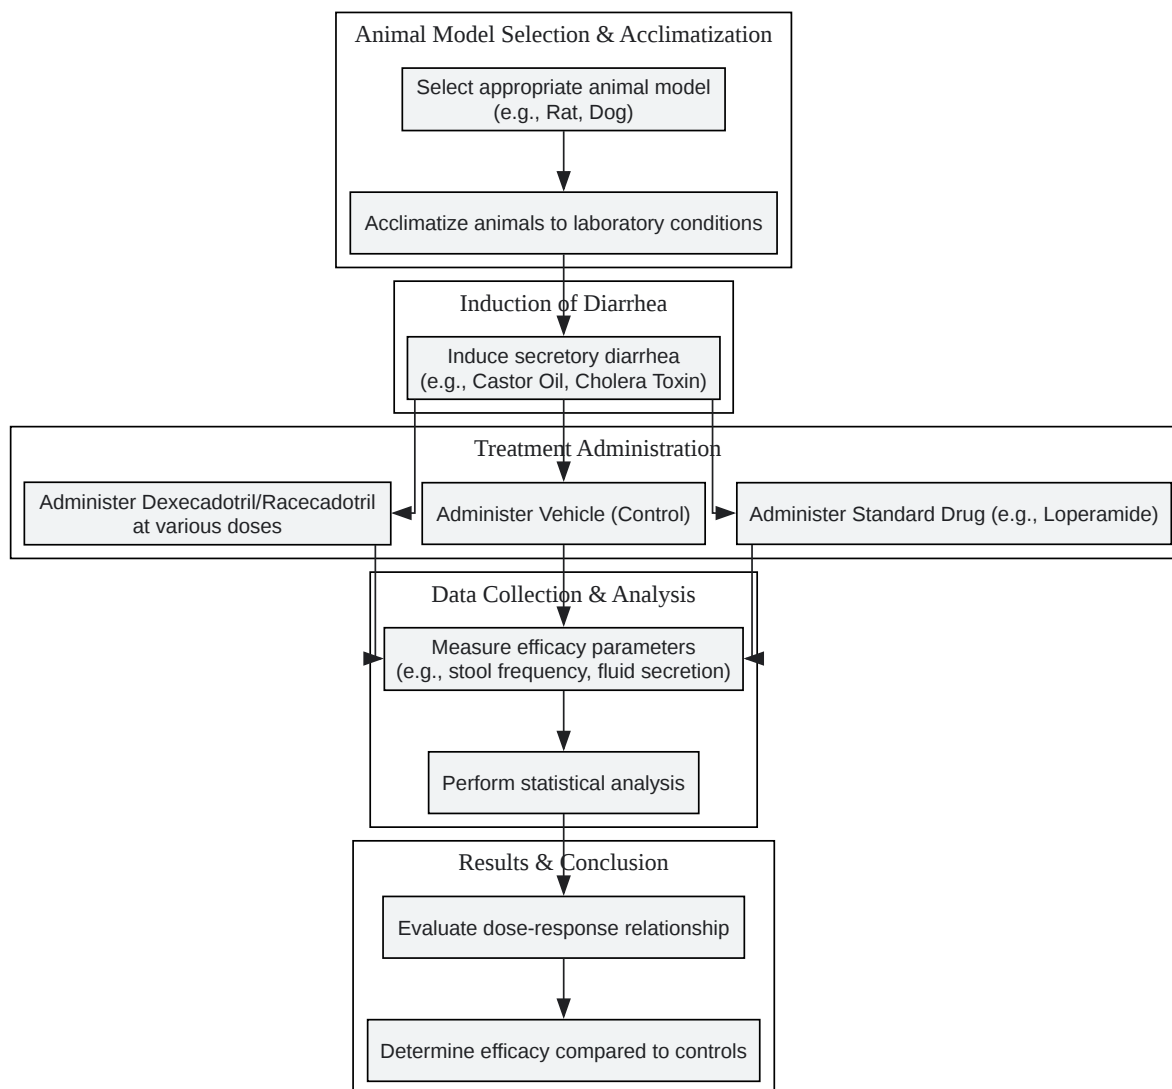 Animal Model Selection & Acclimatization
Select appropriate animal model
(e.g., Rat, Dog)
Acclimatize animals to laboratory conditions
Induction of Diarrhea
Induce secretory diarrhea
(e.g., Castor Oil, Cholera Toxin)
Treatment Administration
Administer Dexecadotril/Racecadotril
at various doses
Administer Vehicle (Control)
Administer Standard Drug (e.g., Loperamide)
Data Collection & Analysis
Measure efficacy parameters
(e.g., stool frequency, fluid secretion)
Perform statistical analysis
Results & Conclusion
Evaluate dose-response relationship
Determine efficacy compared to controls